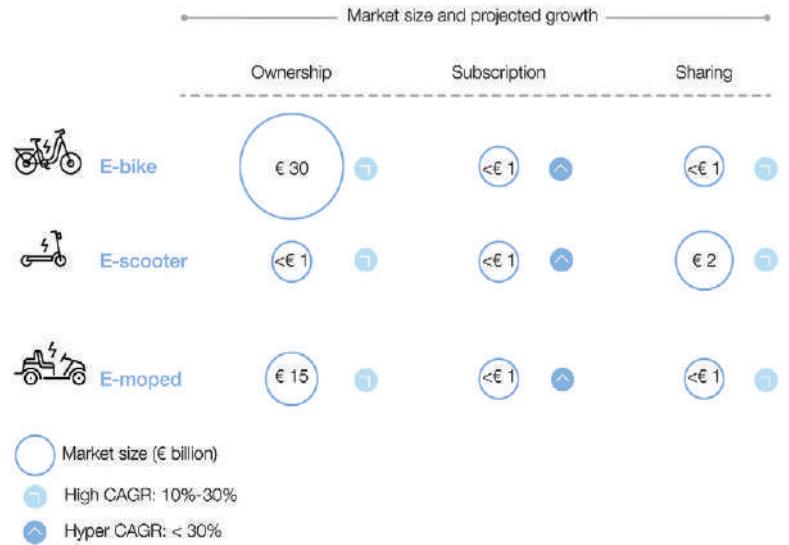 Market size and projected growth
Ownership Subscription Sharing
E-bike € 30 <€ 1 <€ 1
E-scooter <€ 1 <€ 1 € 2
E-moped € 15 <€ 1 <€ 1
Market size (€ billion)
High CAGR: 10%-30%
Hyper CAGR: < 30%